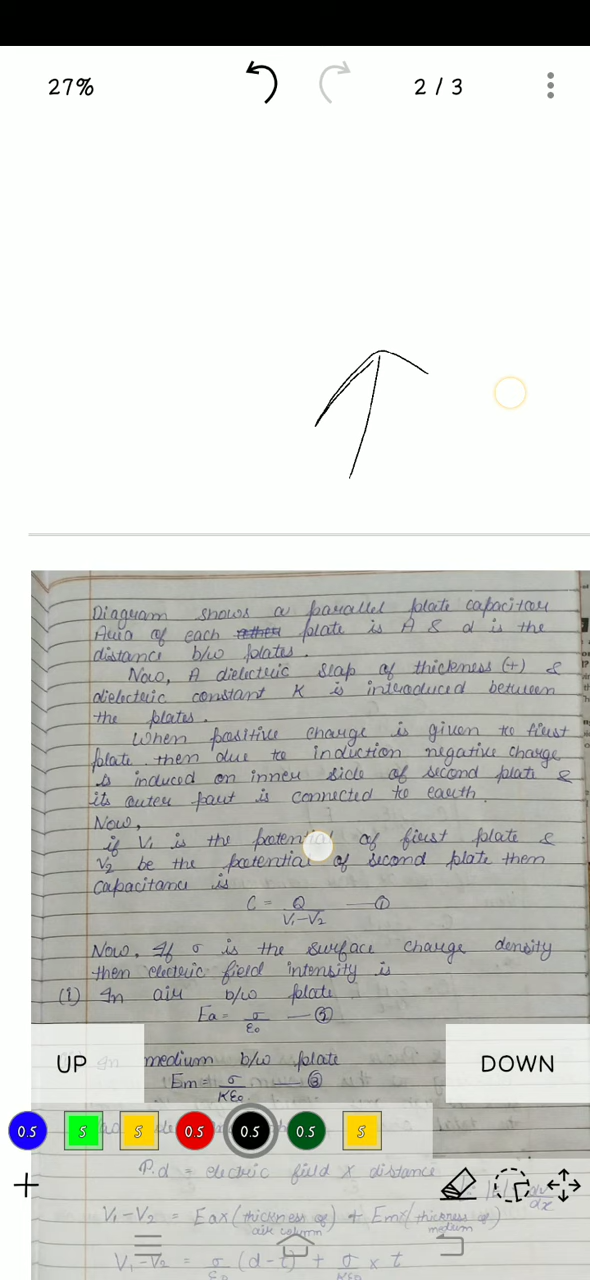 27%
2 / 3
Diagram shows a parallel plate capacitor
Area of each plate is A & d is the
distance b/w plates.
Now, A dielectric slap of thickness (t) &
dielectric constant K is introduced between
the plates.
When positive charge is given to first
plate then due to induction negative charge
is induced on inner side of second plate &
its outer part is connected to earth.
Now,
if V₁ is the potential of first plate &
V₂ be the potential of second plate then
capacitance is
C = Q / V₁-V₂ — ①
Now, If σ is the surface charge density
then electric field intensity is
(i) In air b/w plate
Ea = σ / ε₀ — ②
UP
In medium b/w plate
DOWN
Em = σ / Kε₀ — ③
0.5 5 5 0.5 0.5 0.5 5
P.d = electric field x distance
|E| = dv / dx
V₁-V₂ = Ea x (thickness of air column) + Em x (thickness of medium)
V₁-V₂ = σ / ε₀ (d-t) + σ / Kε₀ x t